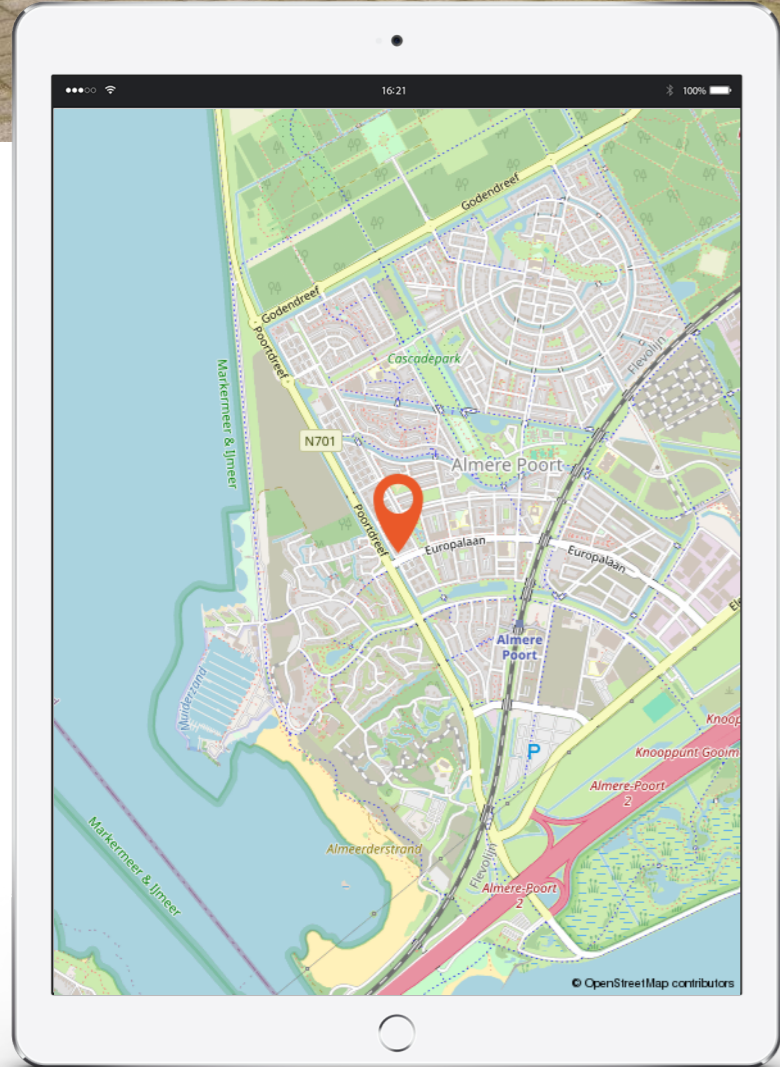 16:21
100%
Godendreef
Godendreef
Poortdreef
Cascadepark
Flevolijn
Markermeer & IJmeer
N701
Almere Poort
Poortdreef
Europalaan
Europalaan
Almere
Poort
Muiderzand
P
Knooppunt Gooim
Almere-Poort
2
Markermeer & IJmeer
Almeerderstrand
Flevolijn
Almere-Poort
2
© OpenStreetMap contributors